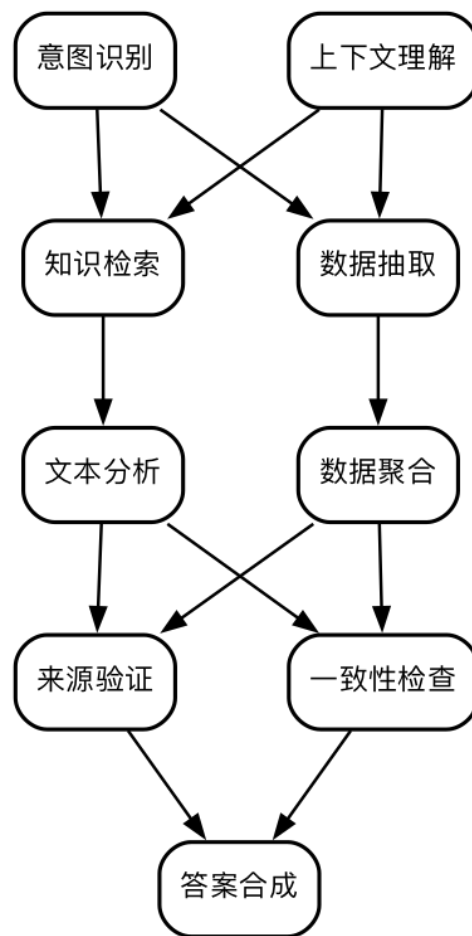 意图识别
上下文理解
知识检索
数据抽取
文本分析
数据聚合
来源验证
一致性检查
答案合成